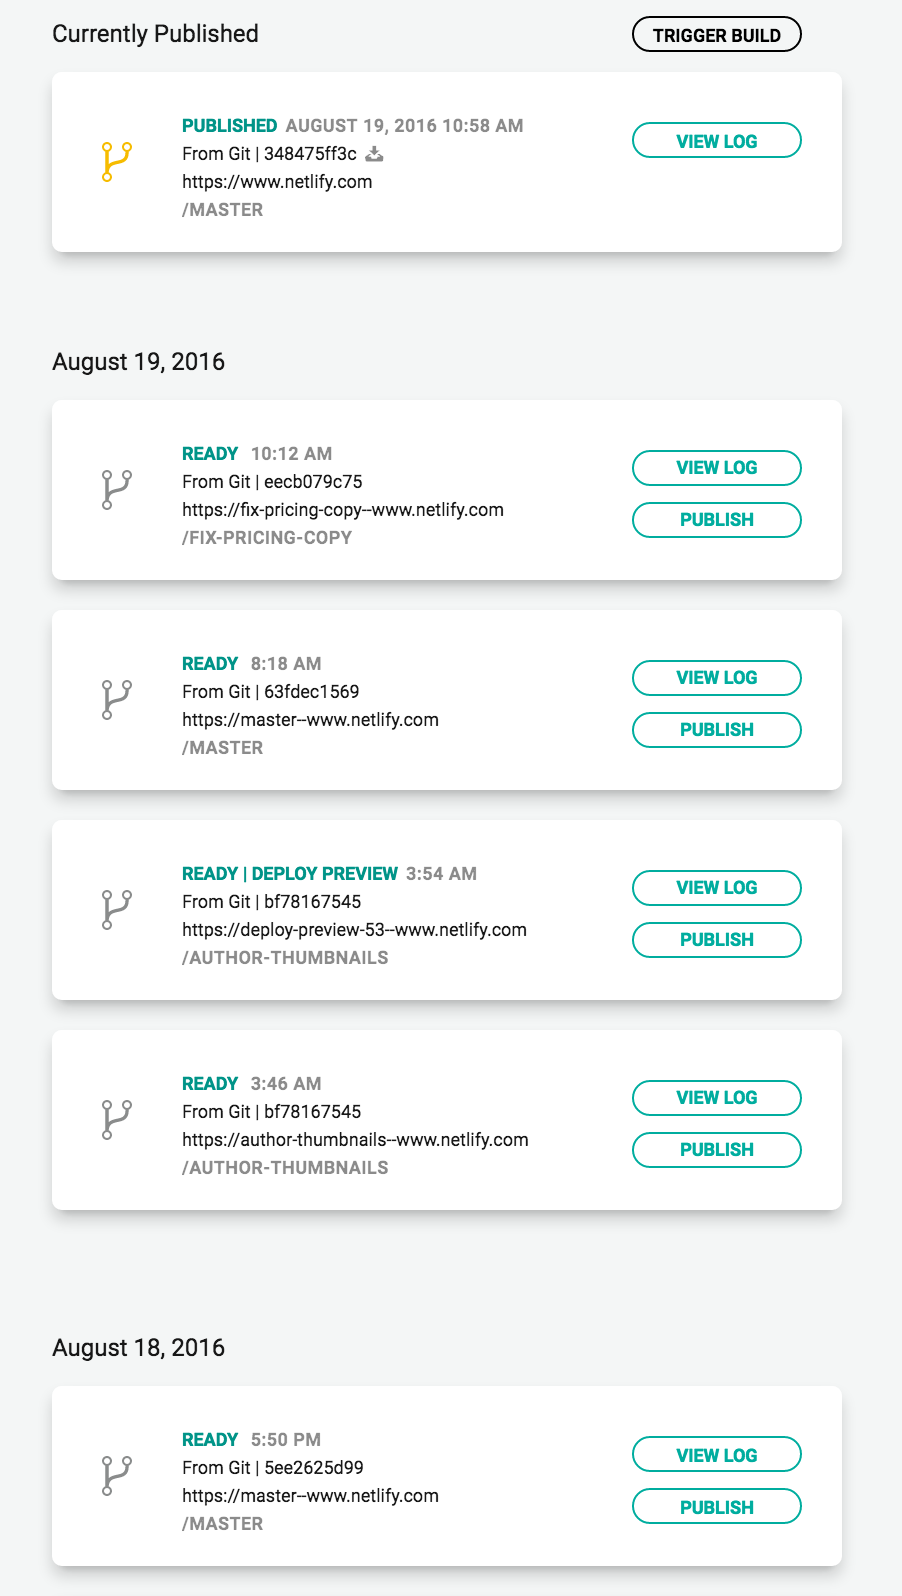 Currently Published
TRIGGER BUILD
PUBLISHED AUGUST 19, 2016 10:58 AM
VIEW LOG
From Git | 348475ff3c
https://www.netlify.com
/MASTER
August 19, 2016
READY 10:12 AM
VIEW LOG
From Git | eecb079c75
https://fix-pricing-copy--www.netlify.com
PUBLISH
/FIX-PRICING-COPY
READY 8:18 AM
VIEW LOG
From Git | 63fdec1569
https://master--www.netlify.com
PUBLISH
/MASTER
READY | DEPLOY PREVIEW 3:54 AM
VIEW LOG
From Git | bf78167545
https://deploy-preview-53--www.netlify.com
PUBLISH
/AUTHOR-THUMBNAILS
READY 3:46 AM
VIEW LOG
From Git | bf78167545
https://author-thumbnails--www.netlify.com
PUBLISH
/AUTHOR-THUMBNAILS
August 18, 2016
READY 5:50 PM
VIEW LOG
From Git | 5ee2625d99
https://master--www.netlify.com
PUBLISH
/MASTER